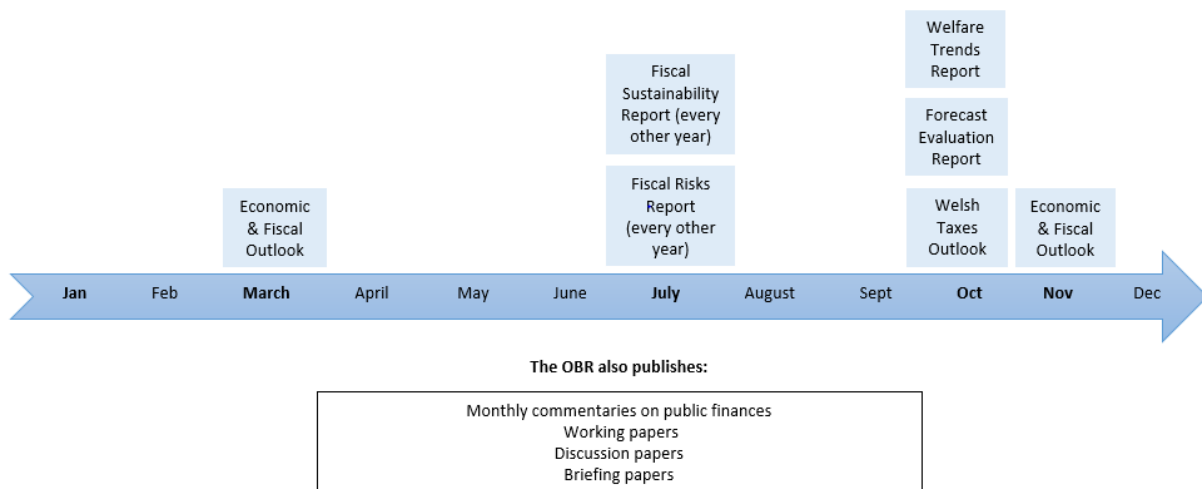 Welfare
Trends
Report
Fiscal
Sustainability
Report (every
other year)
Forecast
Evaluation
Report
Fiscal Risks
Report
(every other
year)
Economic
& Fiscal
Outlook
Welsh
Taxes
Outlook
Economic
& Fiscal
Outlook
Jan Feb March April May June July August Sept Oct Nov Dec
The OBR also publishes:
Monthly commentaries on public finances
Working papers
Discussion papers
Briefing papers